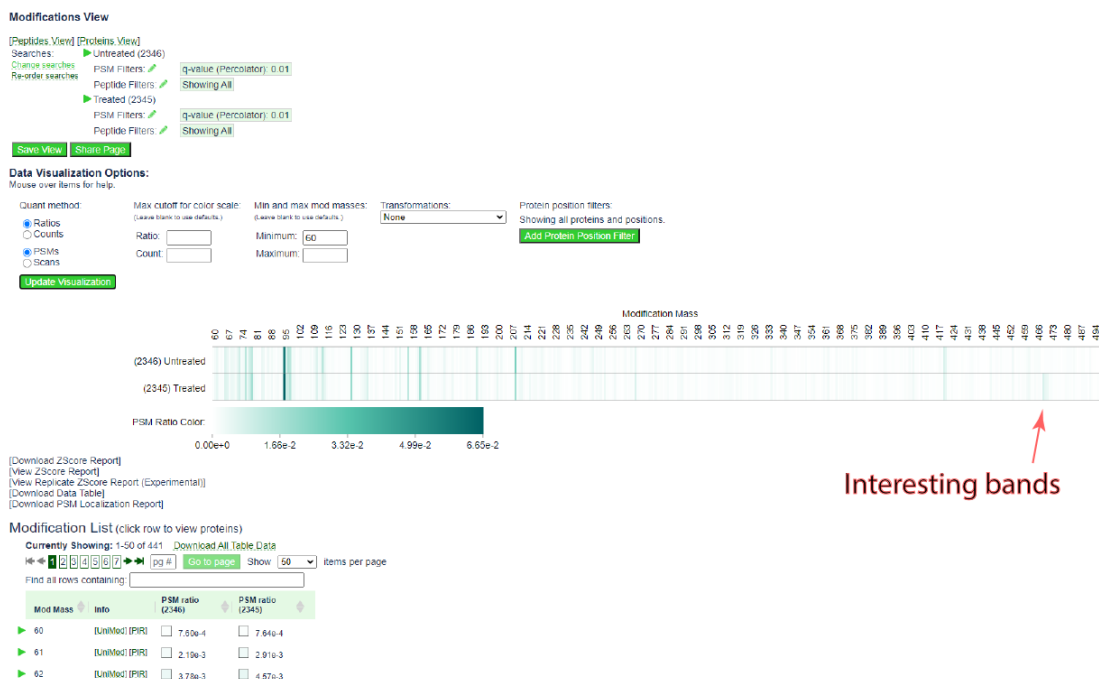 Modifications View
[Peptides View] [Proteins View]
Searches: Untreated (2346)
Change searches PSM Filters: q-value (Percolator): 0.01
Re-order searches Peptide Filters: Showing All
Treated (2345)
PSM Filters: q-value (Percolator): 0.01
Peptide Filters: Showing All
Save View Share Page
Data Visualization Options:
Mouse over items for help.
Quant method: Max cutoff for color scale: Min and max mod masses: Transformations: Protein position filters:
(Leave blank to use defaults.) (Leave blank to use defaults.) None Showing all proteins and positions.
Ratios Ratio: Minimum: 60 Add Protein Position Filter
Counts Count: Maximum:
PSMs
Scans
Update Visualization
Modification Mass
60 67 74 81 88 95 102 109 116 123 130 137 144 151 158 165 172 179 186 193 200 207 214 221 228 235 242 249 256 263 270 277 284 291 298 305 312 319 326 333 340 347 354 361 368 375 382 389 396 403 410 417 424 431 438 445 452 459 466 473 480 487 494
(2346) Untreated
(2345) Treated
PSM Ratio Color:
0.00e+0 1.66e-2 3.32e-2 4.99e-2 6.65e-2
Interesting bands
[Download ZScore Report]
[View ZScore Report]
[View Replicate ZScore Report (Experimental)]
[Download Data Table]
[Download PSM Localization Report]
Modification List (click row to view proteins)
Currently Showing: 1-50 of 441 Download All Table Data
1 2 3 4 5 6 7 pg # Go to page Show 50 items per page
Find all rows containing:
Mod Mass Info PSM ratio (2346) PSM ratio (2345)
60 [UniMod] [PIR] 7.60e-4 7.64e-4
61 [UniMod] [PIR] 2.19e-3 2.91e-3
62 [UniMod] [PIR] 3.78e-3 4.57e-3